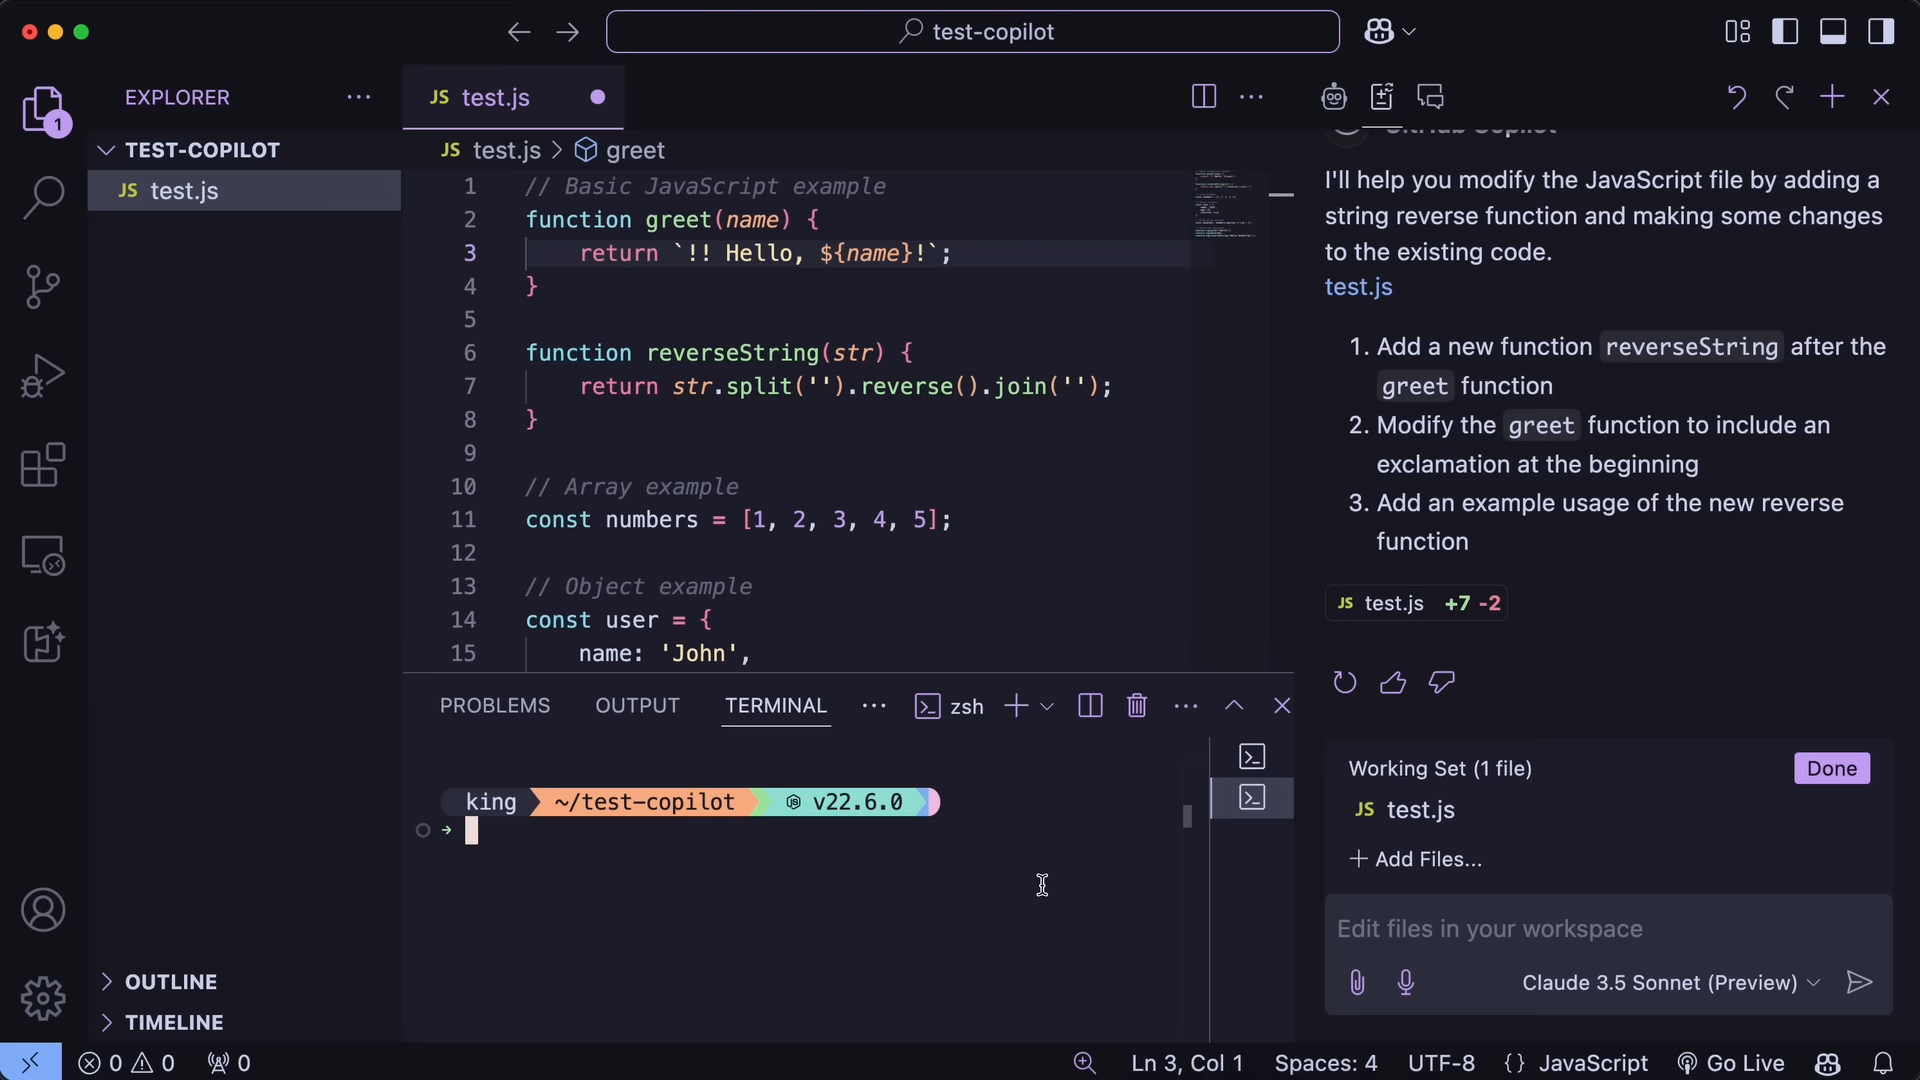 test-copilot
EXPLORER
TEST-COPILOT
JS test.js
1
OUTLINE
TIMELINE
JS test.js
JS test.js > greet
1 // Basic JavaScript example
2 function greet(name) {
3 return `!! Hello, ${name}!`;
4 }
5
6 function reverseString(str) {
7 return str.split('').reverse().join('');
8 }
9
10 // Array example
11 const numbers = [1, 2, 3, 4, 5];
12
13 // Object example
14 const user = {
15 name: 'John',
PROBLEMS OUTPUT TERMINAL ··· zsh
king ~/test-copilot v22.6.0
GitHub Copilot
I'll help you modify the JavaScript file by adding a
string reverse function and making some changes
to the existing code.
test.js
1. Add a new function reverseString after the
greet function
2. Modify the greet function to include an
exclamation at the beginning
3. Add an example usage of the new reverse
function
JS test.js +7 -2
Working Set (1 file) Done
JS test.js
+ Add Files...
Edit files in your workspace
Claude 3.5 Sonnet (Preview)
0 0 0 Ln 3, Col 1 Spaces: 4 UTF-8 {} JavaScript Go Live